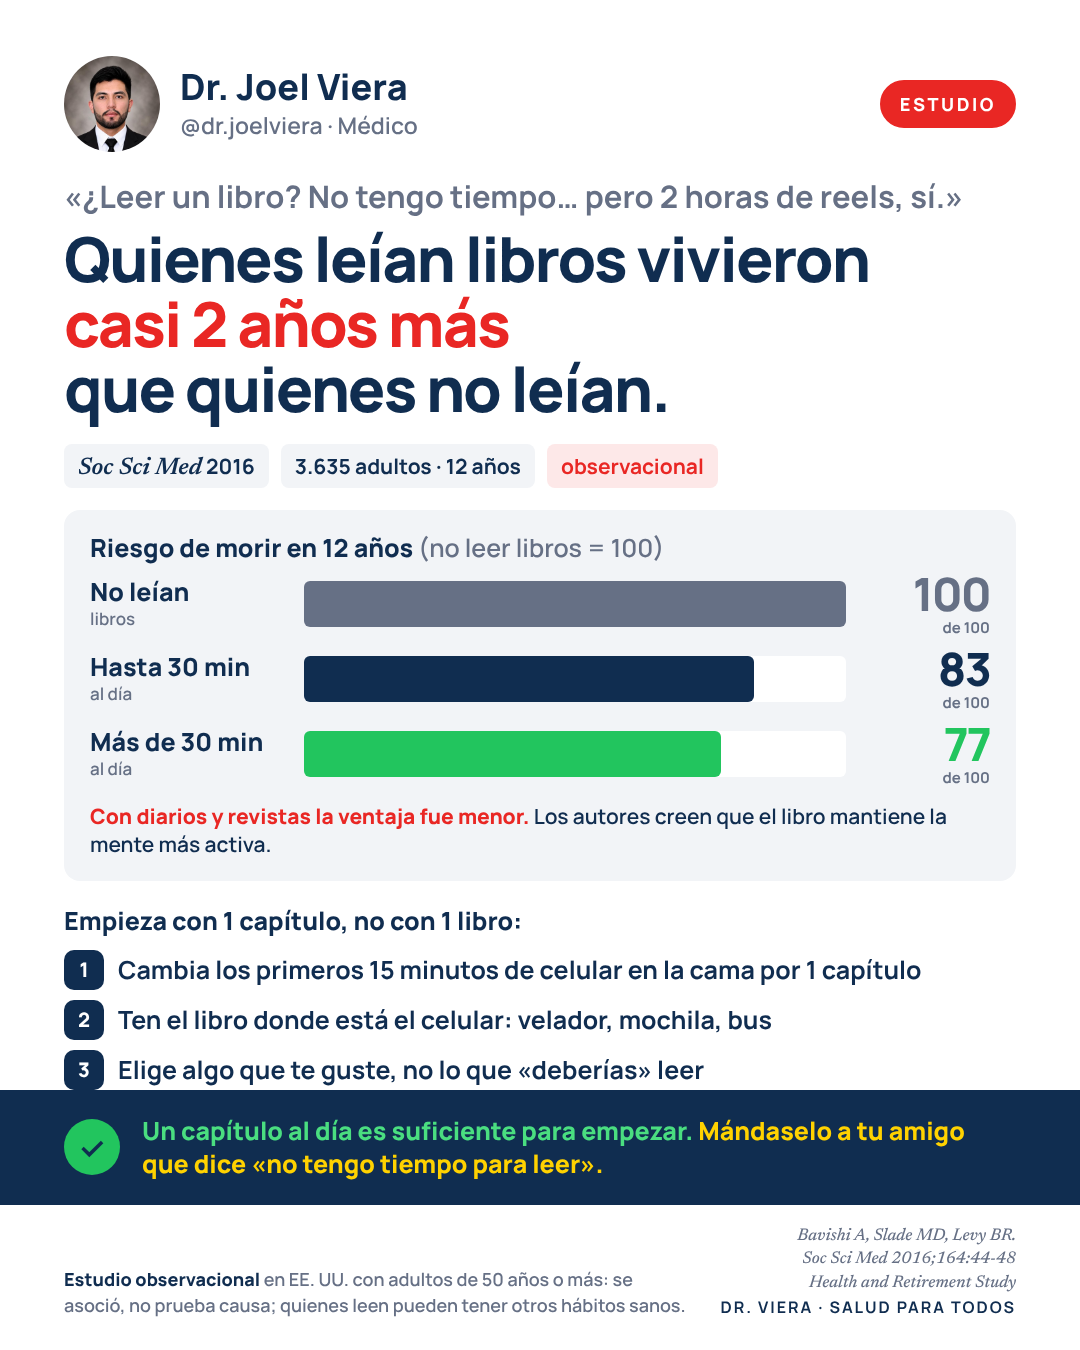 Dr. Joel Viera
@dr.joelviera · Médico
ESTUDIO
«¿Leer un libro? No tengo tiempo... pero 2 horas de reels, sí.»
Quienes leían libros vivieron
casi 2 años más
que quienes no leían.
Soc Sci Med 2016
3.635 adultos · 12 años
observacional
Riesgo de morir en 12 años (no leer libros = 100)
No leían
libros
100
de 100
Hasta 30 min
al día
83
de 100
Más de 30 min
al día
77
de 100
Con diarios y revistas la ventaja fue menor. Los autores creen que el libro mantiene la
mente más activa.
Empieza con 1 capítulo, no con 1 libro:
1 Cambia los primeros 15 minutos de celular en la cama por 1 capítulo
2 Ten el libro donde está el celular: velador, mochila, bus
3 Elige algo que te guste, no lo que «deberías» leer
Un capítulo al día es suficiente para empezar. Mándaselo a tu amigo
que dice «no tengo tiempo para leer».
Estudio observacional en EE. UU. con adultos de 50 años o más: se
asoció, no prueba causa; quienes leen pueden tener otros hábitos sanos.
Bavishi A, Slade MD, Levy BR.
Soc Sci Med 2016;164:44-48
Health and Retirement Study
DR. VIERA · SALUD PARA TODOS